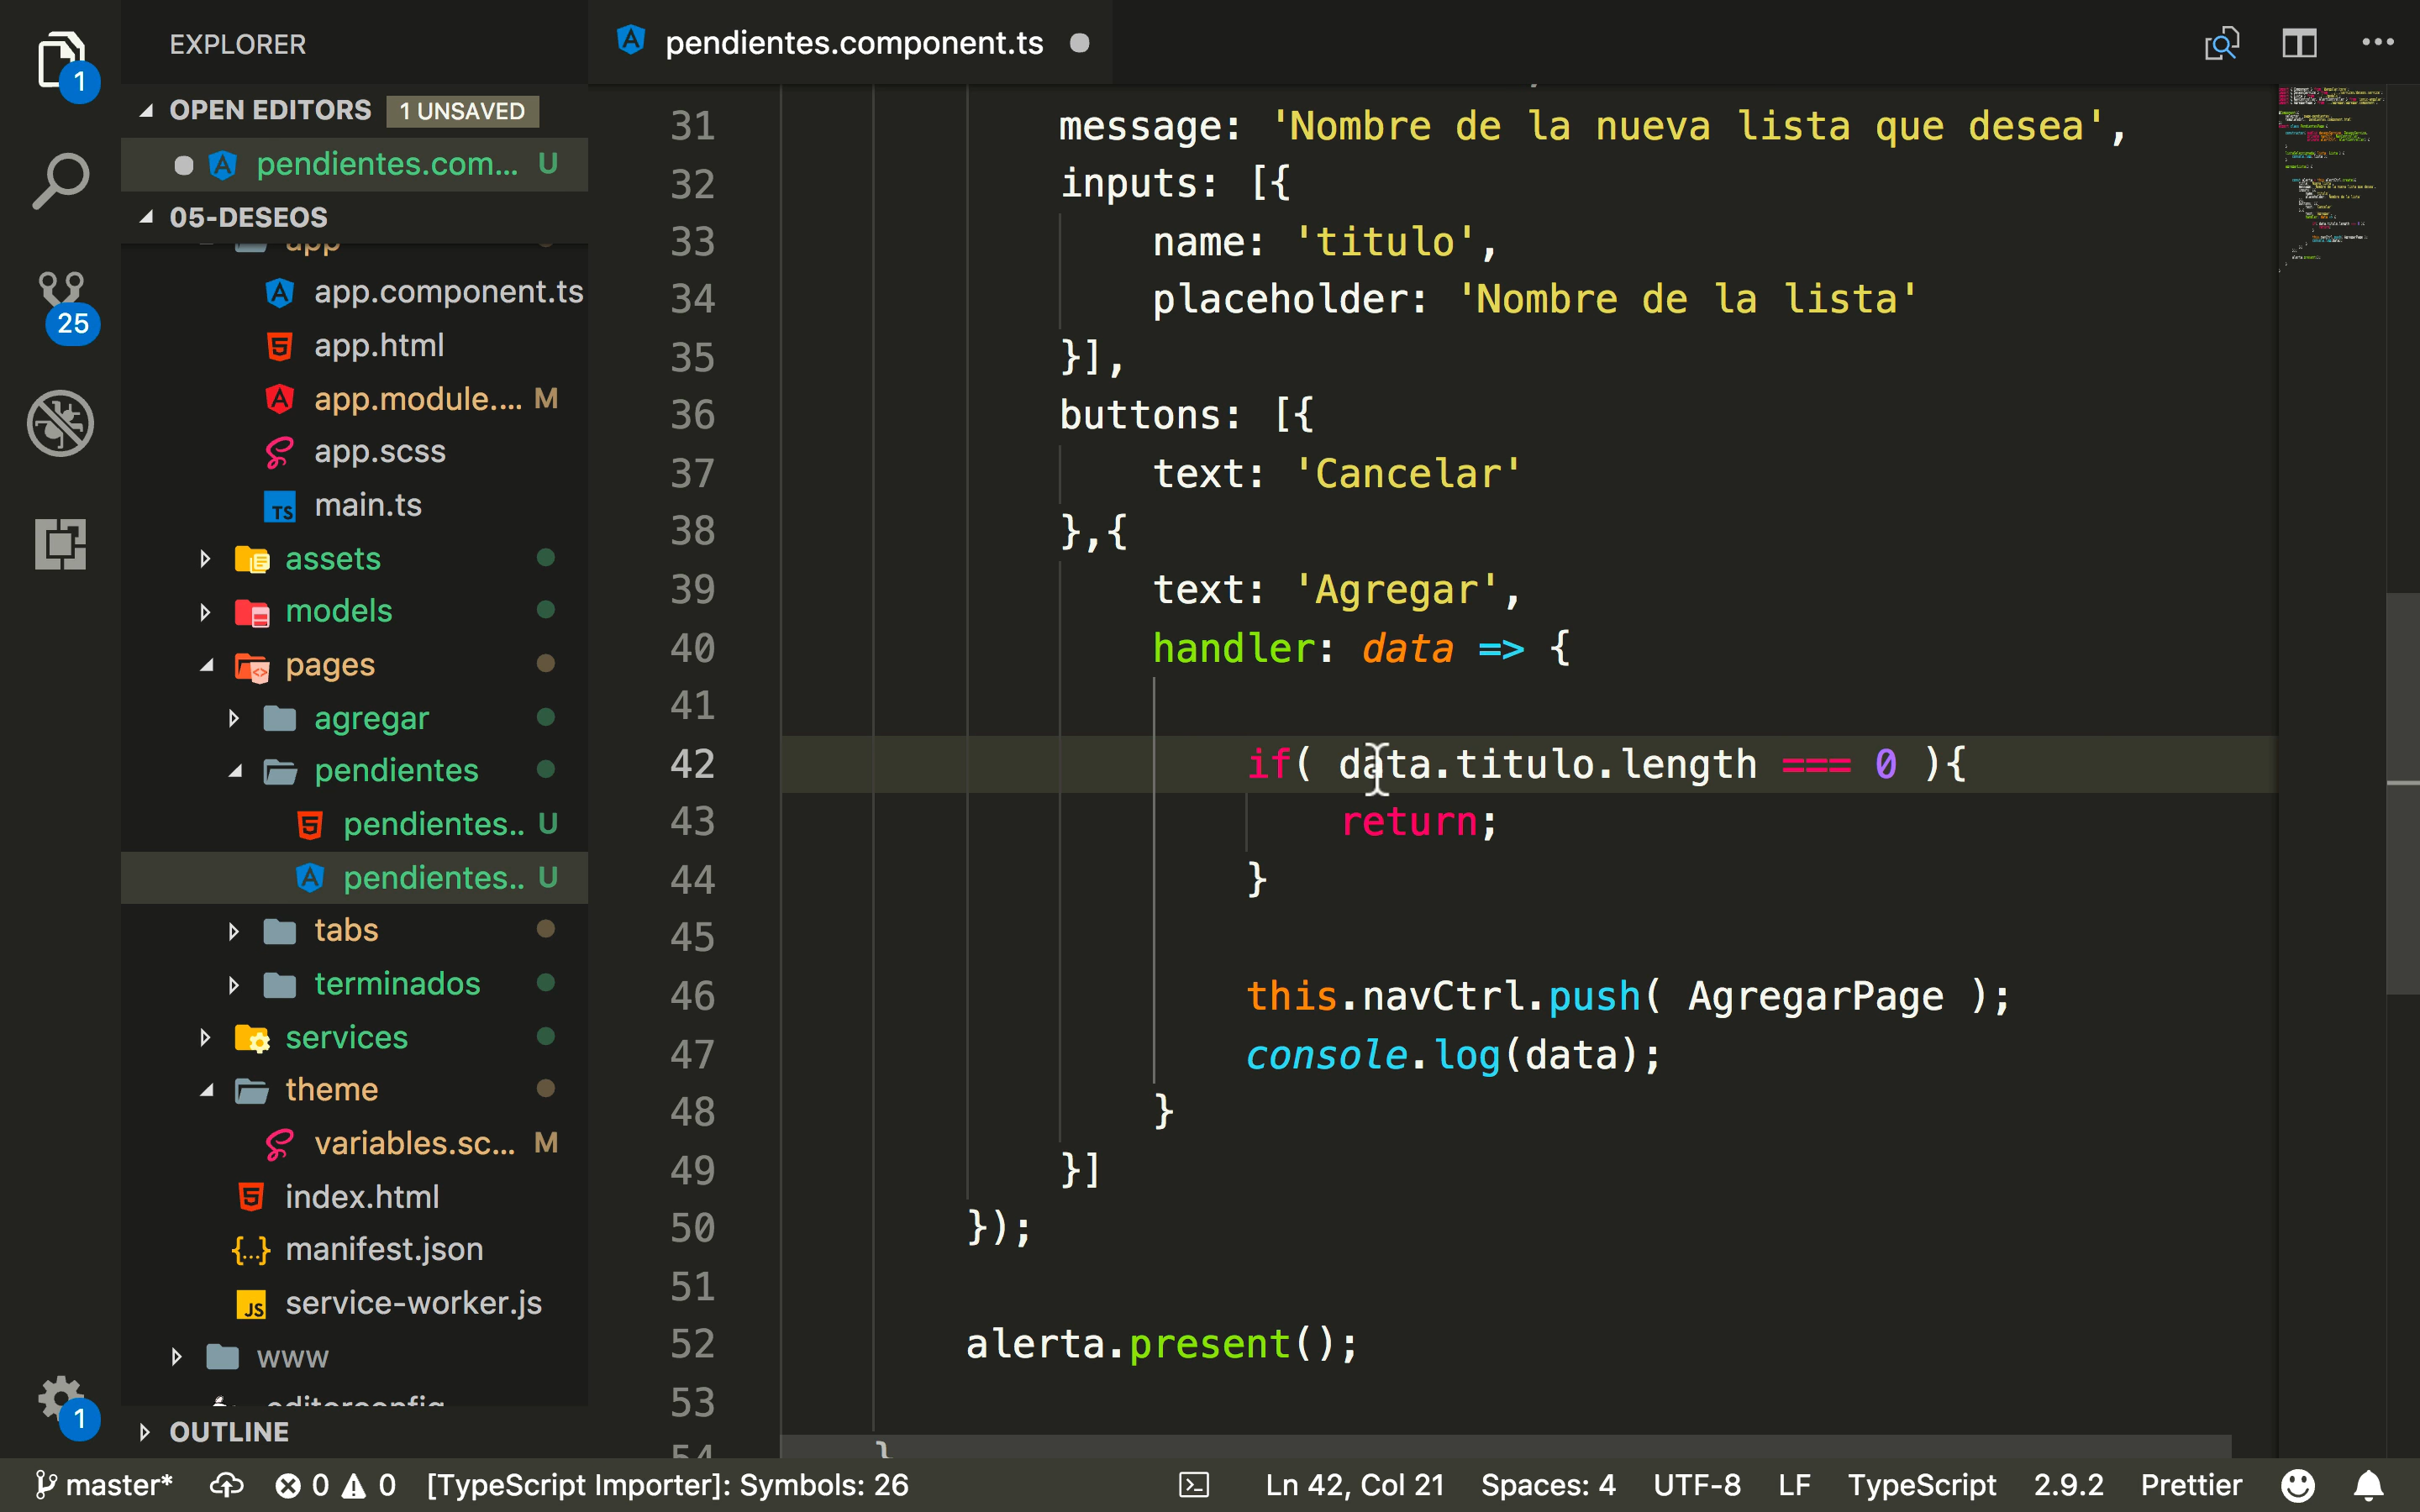 EXPLORER
OPEN EDITORS 1 UNSAVED
pendientes.com... U
05-DESEOS
app
app.component.ts
app.html
app.module.... M
app.scss
main.ts
assets
models
pages
agregar
pendientes
pendientes.. U
pendientes.. U
tabs
terminados
services
theme
variables.sc... M
index.html
manifest.json
service-worker.js
www
editorconfig
OUTLINE
1
25
1
pendientes.component.ts
31 message: 'Nombre de la nueva lista que desea',
32 inputs: [{
33 name: 'titulo',
34 placeholder: 'Nombre de la lista'
35 }],
36 buttons: [{
37 text: 'Cancelar'
38 },{
39 text: 'Agregar',
40 handler: data => {
41
42 if( data.titulo.length === 0 ){
43 return;
44 }
45
46 this.navCtrl.push( AgregarPage );
47 console.log(data);
48 }
49 }]
50 });
51
52 alerta.present();
53
54 }
master* 0 0 [TypeScript Importer]: Symbols: 26 Ln 42, Col 21 Spaces: 4 UTF-8 LF TypeScript 2.9.2 Prettier